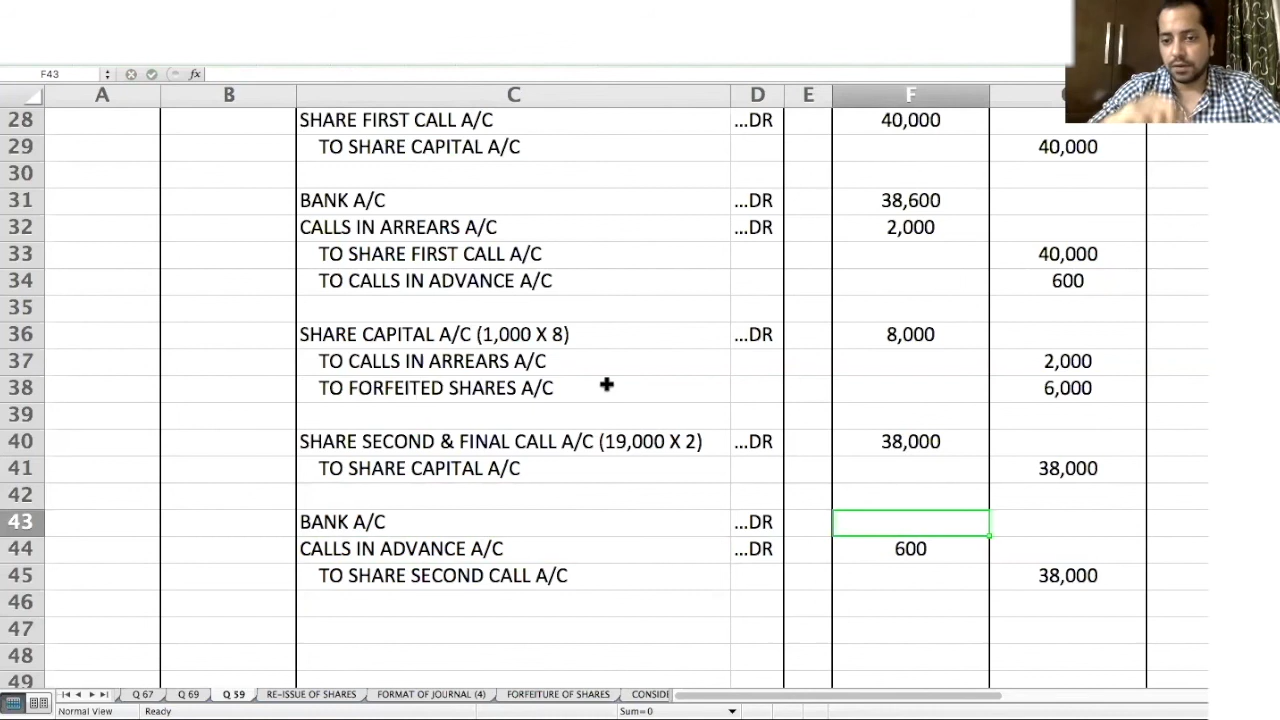 F43 fx
A B C D E F
28 SHARE FIRST CALL A/C ...DR 40,000
29 TO SHARE CAPITAL A/C 40,000
30
31 BANK A/C ...DR 38,600
32 CALLS IN ARREARS A/C ...DR 2,000
33 TO SHARE FIRST CALL A/C 40,000
34 TO CALLS IN ADVANCE A/C 600
35
36 SHARE CAPITAL A/C (1,000 X 8) ...DR 8,000
37 TO CALLS IN ARREARS A/C 2,000
38 TO FORFEITED SHARES A/C 6,000
39
40 SHARE SECOND & FINAL CALL A/C (19,000 X 2) ...DR 38,000
41 TO SHARE CAPITAL A/C 38,000
42
43 BANK A/C ...DR
44 CALLS IN ADVANCE A/C ...DR 600
45 TO SHARE SECOND CALL A/C 38,000
46
47
48
49
Q 67 Q 69 Q 59 RE-ISSUE OF SHARES FORMAT OF JOURNAL (4) FORFEITURE OF SHARES CONSIDI
Normal View Ready Sum=0